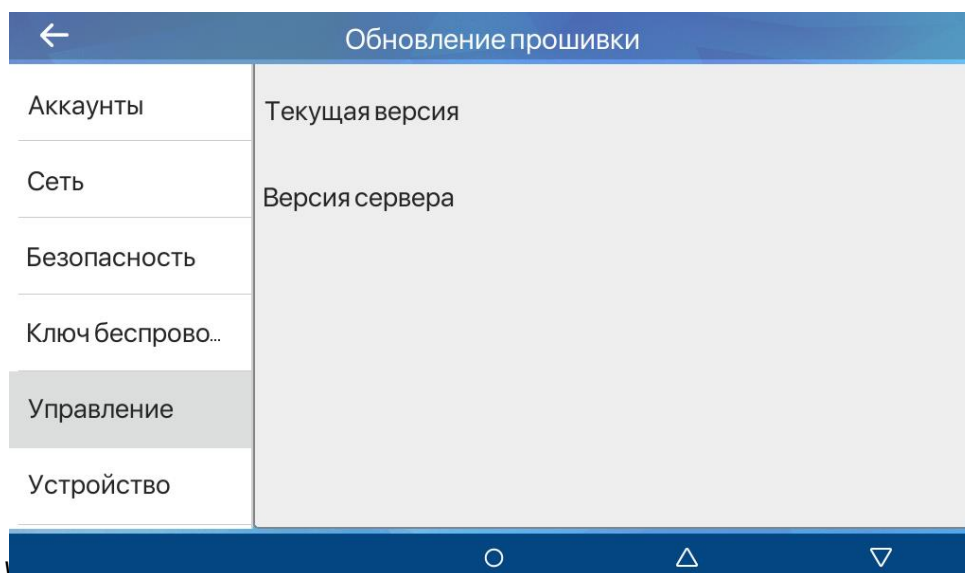 Обновление прошивки
Аккаунты
Сеть
Безопасность
Ключ беспрово...
Управление
Устройство
Текущая версия
Версия сервера